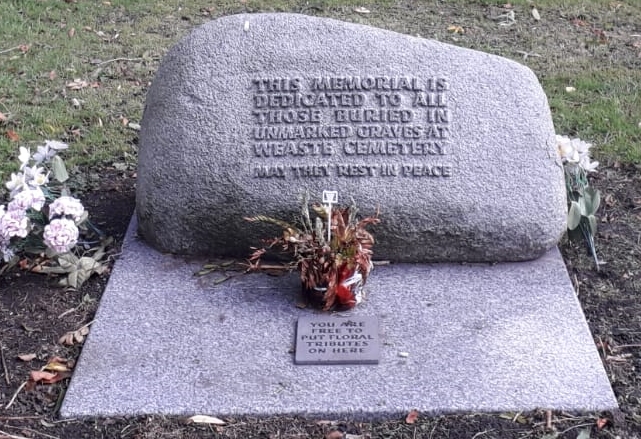 THIS MEMORIAL IS
DEDICATED TO ALL
THOSE BURIED IN
UNMARKED GRAVES AT
WEASTE CEMETERY
MAY THEY REST IN PEACE
YOU ARE
FREE TO
PUT FLORAL
TRIBUTES
ON HERE